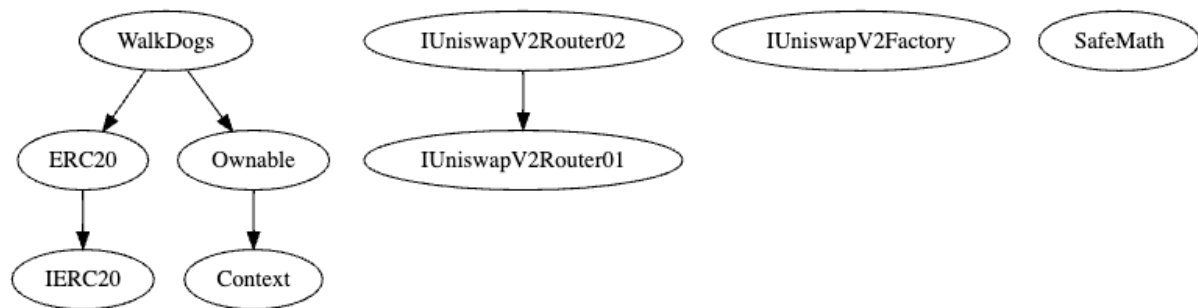 WalkDogs
IUniswapV2Router02
IUniswapV2Factory
SafeMath
ERC20
Ownable
IUniswapV2Router01
IERC20
Context